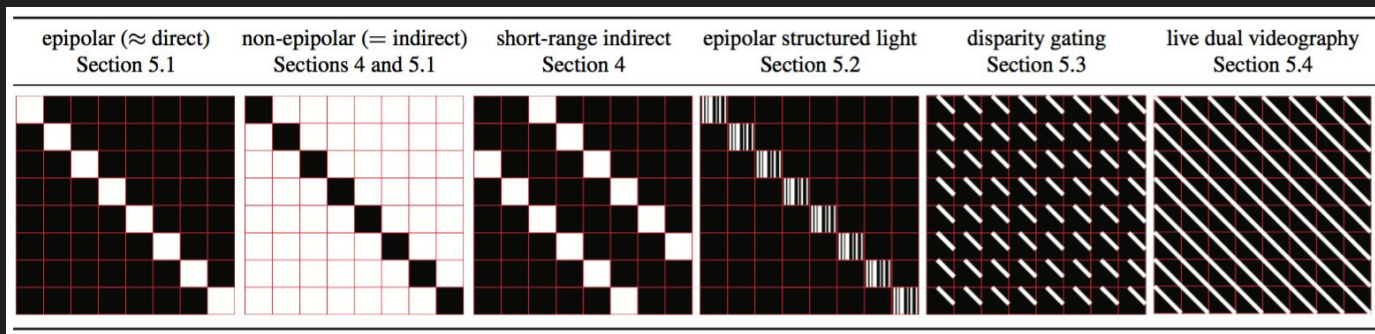 epipolar (≈ direct)
Section 5.1
non-epipolar (= indirect)
Sections 4 and 5.1
short-range indirect
Section 4
epipolar structured light
Section 5.2
disparity gating
Section 5.3
live dual videography
Section 5.4